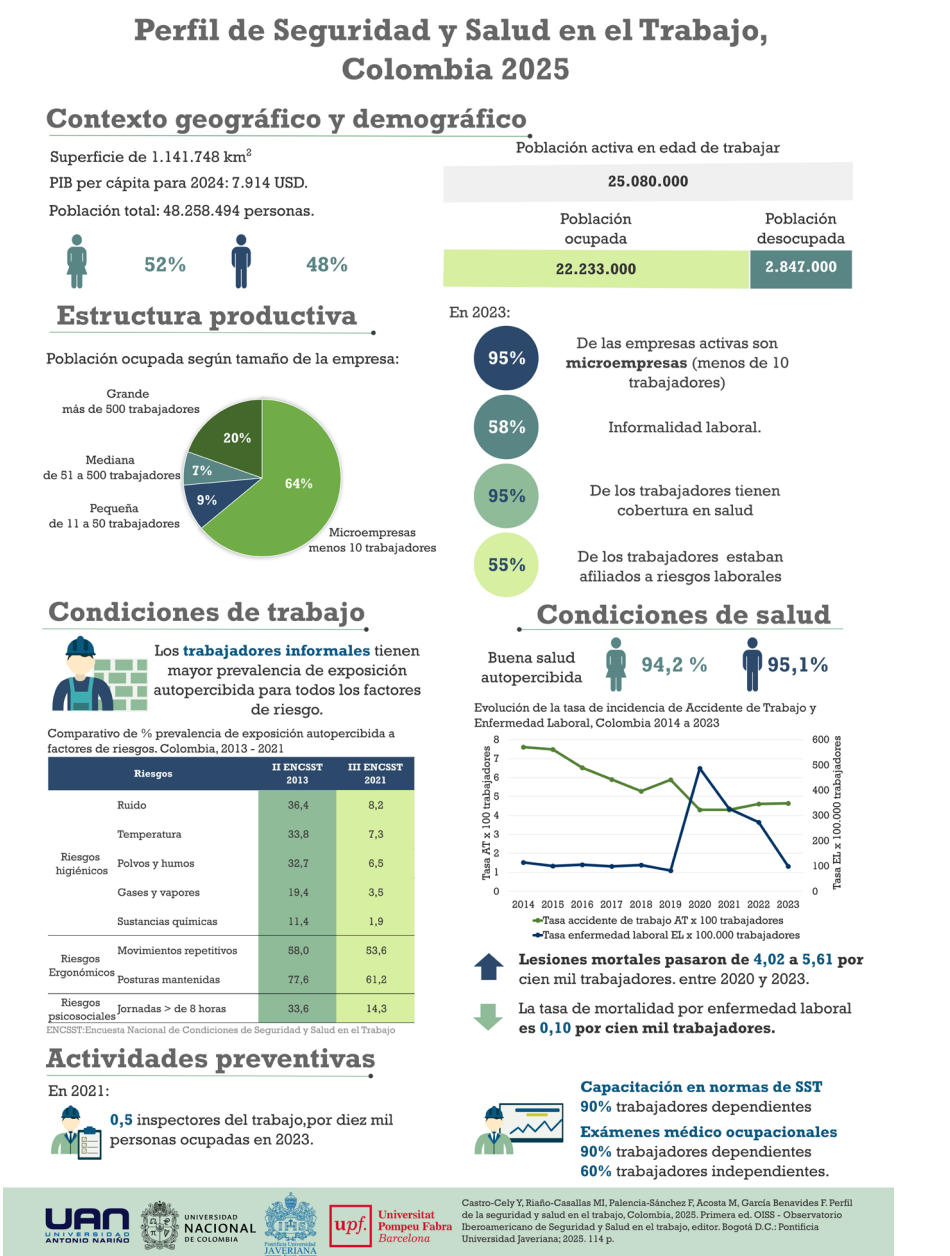 Perfil de Seguridad y Salud en el Trabajo,
Colombia 2025
Contexto geográfico y demográfico
Superficie de 1.141.748 km²
PIB per cápita para 2024: 7.914 USD.
Población total: 48.258.494 personas.
52%
48%
Población activa en edad de trabajar
25.080.000
Población
ocupada
Población
desocupada
22.233.000
2.847.000
Estructura productiva
Población ocupada según tamaño de la empresa:
Grande
más de 500 trabajadores
20%
Mediana
de 51 a 500 trabajadores
7%
Pequeña
de 11 a 50 trabajadores
9%
64%
Microempresas
menos 10 trabajadores
En 2023:
95%
De las empresas activas son
microempresas (menos de 10
trabajadores)
58%
Informalidad laboral.
95%
De los trabajadores tienen
cobertura en salud
55%
De los trabajadores estaban
afiliados a riesgos laborales
Condiciones de trabajo
Los trabajadores informales tienen
mayor prevalencia de exposición
autopercibida para todos los factores
de riesgo.
Comparativo de % prevalencia de exposición autopercibida a
factores de riesgos. Colombia, 2013 - 2021
Riesgos
II ENCSST
2013
III ENCSST
2021
Riesgos
higiénicos
Ruido 36,4 8,2
Temperatura 33,8 7,3
Polvos y humos 32,7 6,5
Gases y vapores 19,4 3,5
Sustancias químicas 11,4 1,9
Riesgos
Ergonómicos
Movimientos repetitivos 58,0 53,6
Posturas mantenidas 77,6 61,2
Riesgos
psicosociales
Jornadas > de 8 horas 33,6 14,3
ENCSST:Encuesta Nacional de Condiciones de Seguridad y Salud en el Trabajo
Condiciones de salud
Buena salud
autopercibida
94,2 %
95,1%
Evolución de la tasa de incidencia de Accidente de Trabajo y
Enfermedad Laboral, Colombia 2014 a 2023
Tasa AT x 100 trabajadores
8
7
6
5
4
3
2
1
0
600
500
400
300
200
100
0
Tasa EL x 100.000 trabajadores
2014 2015 2016 2017 2018 2019 2020 2021 2022 2023
Tasa accidente de trabajo AT x 100 trabajadores
Tasa enfermedad laboral EL x 100.000 trabajadores
Lesiones mortales pasaron de 4,02 a 5,61 por
cien mil trabajadores. entre 2020 y 2023.
La tasa de mortalidad por enfermedad laboral
es 0,10 por cien mil trabajadores.
Actividades preventivas
En 2021:
0,5 inspectores del trabajo,por diez mil
personas ocupadas en 2023.
Capacitación en normas de SST
90% trabajadores dependientes
Exámenes médico ocupacionales
90% trabajadores dependientes
60% trabajadores independientes.
UAN
UNIVERSIDAD
ANTONIO NARIÑO
UNIVERSIDAD
NACIONAL
DE COLOMBIA
Pontificia Universidad
JAVERIANA
upf.
Universitat
Pompeu Fabra
Barcelona
Castro-Cely Y, Riaño-Casallas MI, Palencia-Sánchez F, Acosta M, García Benavides F. Perfil
de la seguridad y salud en el trabajo, Colombia, 2025. Primera ed. OISS - Observatorio
Iberoamericano de Seguridad y Salud en el trabajo, editor. Bogotá D.C.: Pontificia
Universidad Javeriana; 2025. 114 p.